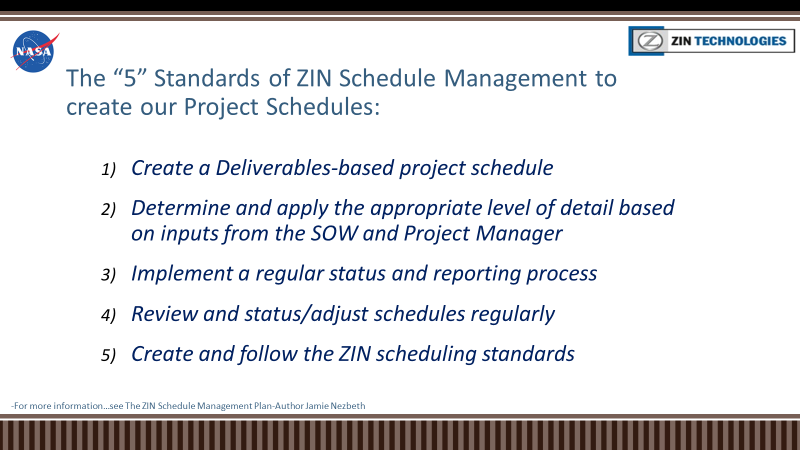 NASA
ZIN TECHNOLOGIES
The “5” Standards of ZIN Schedule Management to
create our Project Schedules:
1) Create a Deliverables-based project schedule
2) Determine and apply the appropriate level of detail based
on inputs from the SOW and Project Manager
3) Implement a regular status and reporting process
4) Review and status/adjust schedules regularly
5) Create and follow the ZIN scheduling standards
-For more information…see The ZIN Schedule Management Plan-Author Jamie Nezbeth